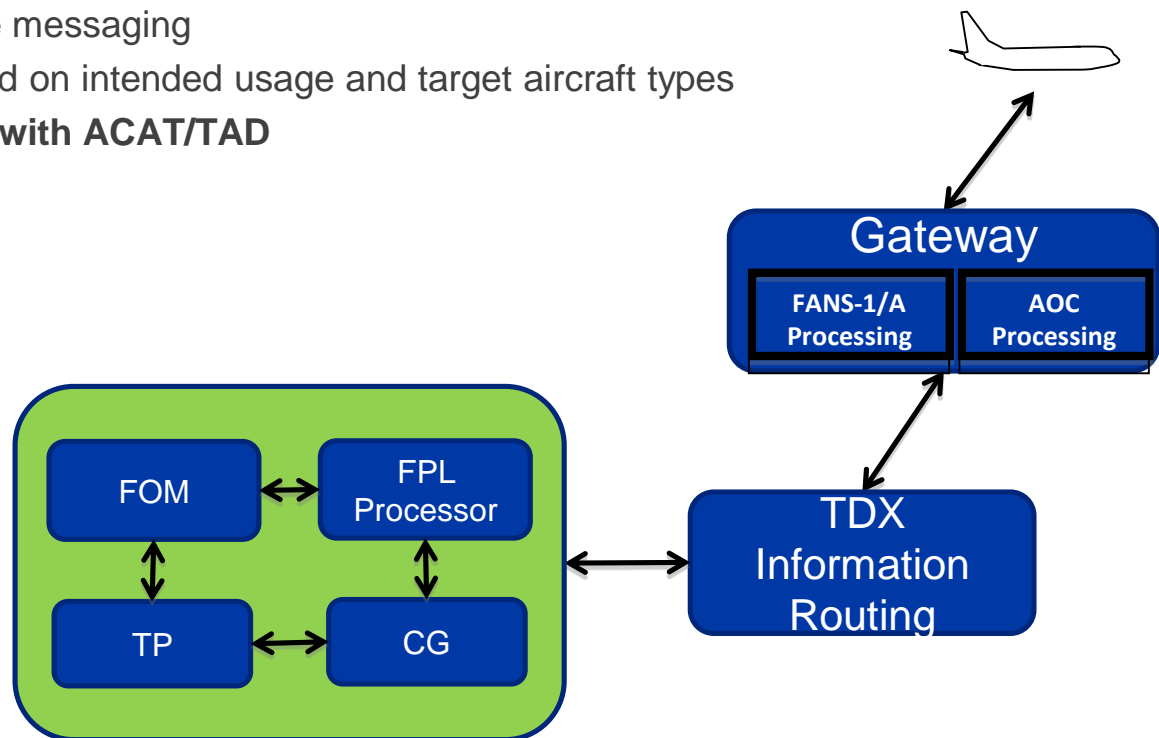 messaging
d on intended usage and target aircraft types
with ACAT/TAD
Gateway
FANS-1/A
Processing
AOC
Processing
FOM
FPL
Processor
TP
CG
TDX
Information
Routing